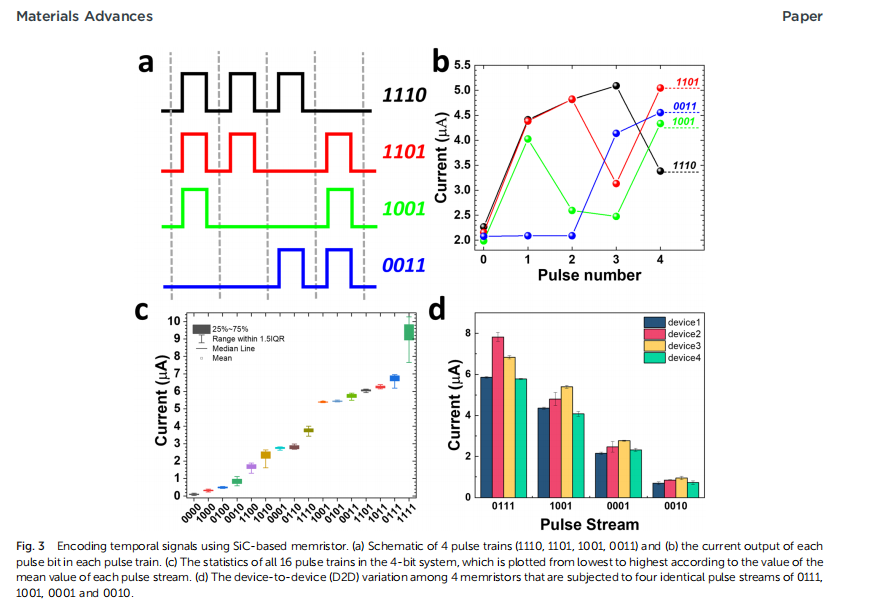 Materials Advances
Paper
a
1110
1101
1001
0011
b
5.5
5.0
4.5
4.0
3.5
3.0
2.5
2.0
Current (μA)
1101
0011
1001
1110
0 1 2 3 4
Pulse number
c
10
9
8
7
6
5
4
3
2
1
0
Current (μA)
25%~75%
Range within 1.5IQR
Median Line
Mean
0000 1000 0100 0010 1100 1010 0001 0110 1110 1001 0101 0011 1101 1011 0111 1111
d
8
6
4
2
0
Current (μA)
device1
device2
device3
device4
0111 1001 0001 0010
Pulse Stream
Fig. 3 Encoding temporal signals using SiC-based memristor. (a) Schematic of 4 pulse trains (1110, 1101, 1001, 0011) and (b) the current output of each
pulse bit in each pulse train. (c) The statistics of all 16 pulse trains in the 4-bit system, which is plotted from lowest to highest according to the value of the
mean value of each pulse stream. (d) The device-to-device (D2D) variation among 4 memristors that are subjected to four identical pulse streams of 0111,
1001, 0001 and 0010.